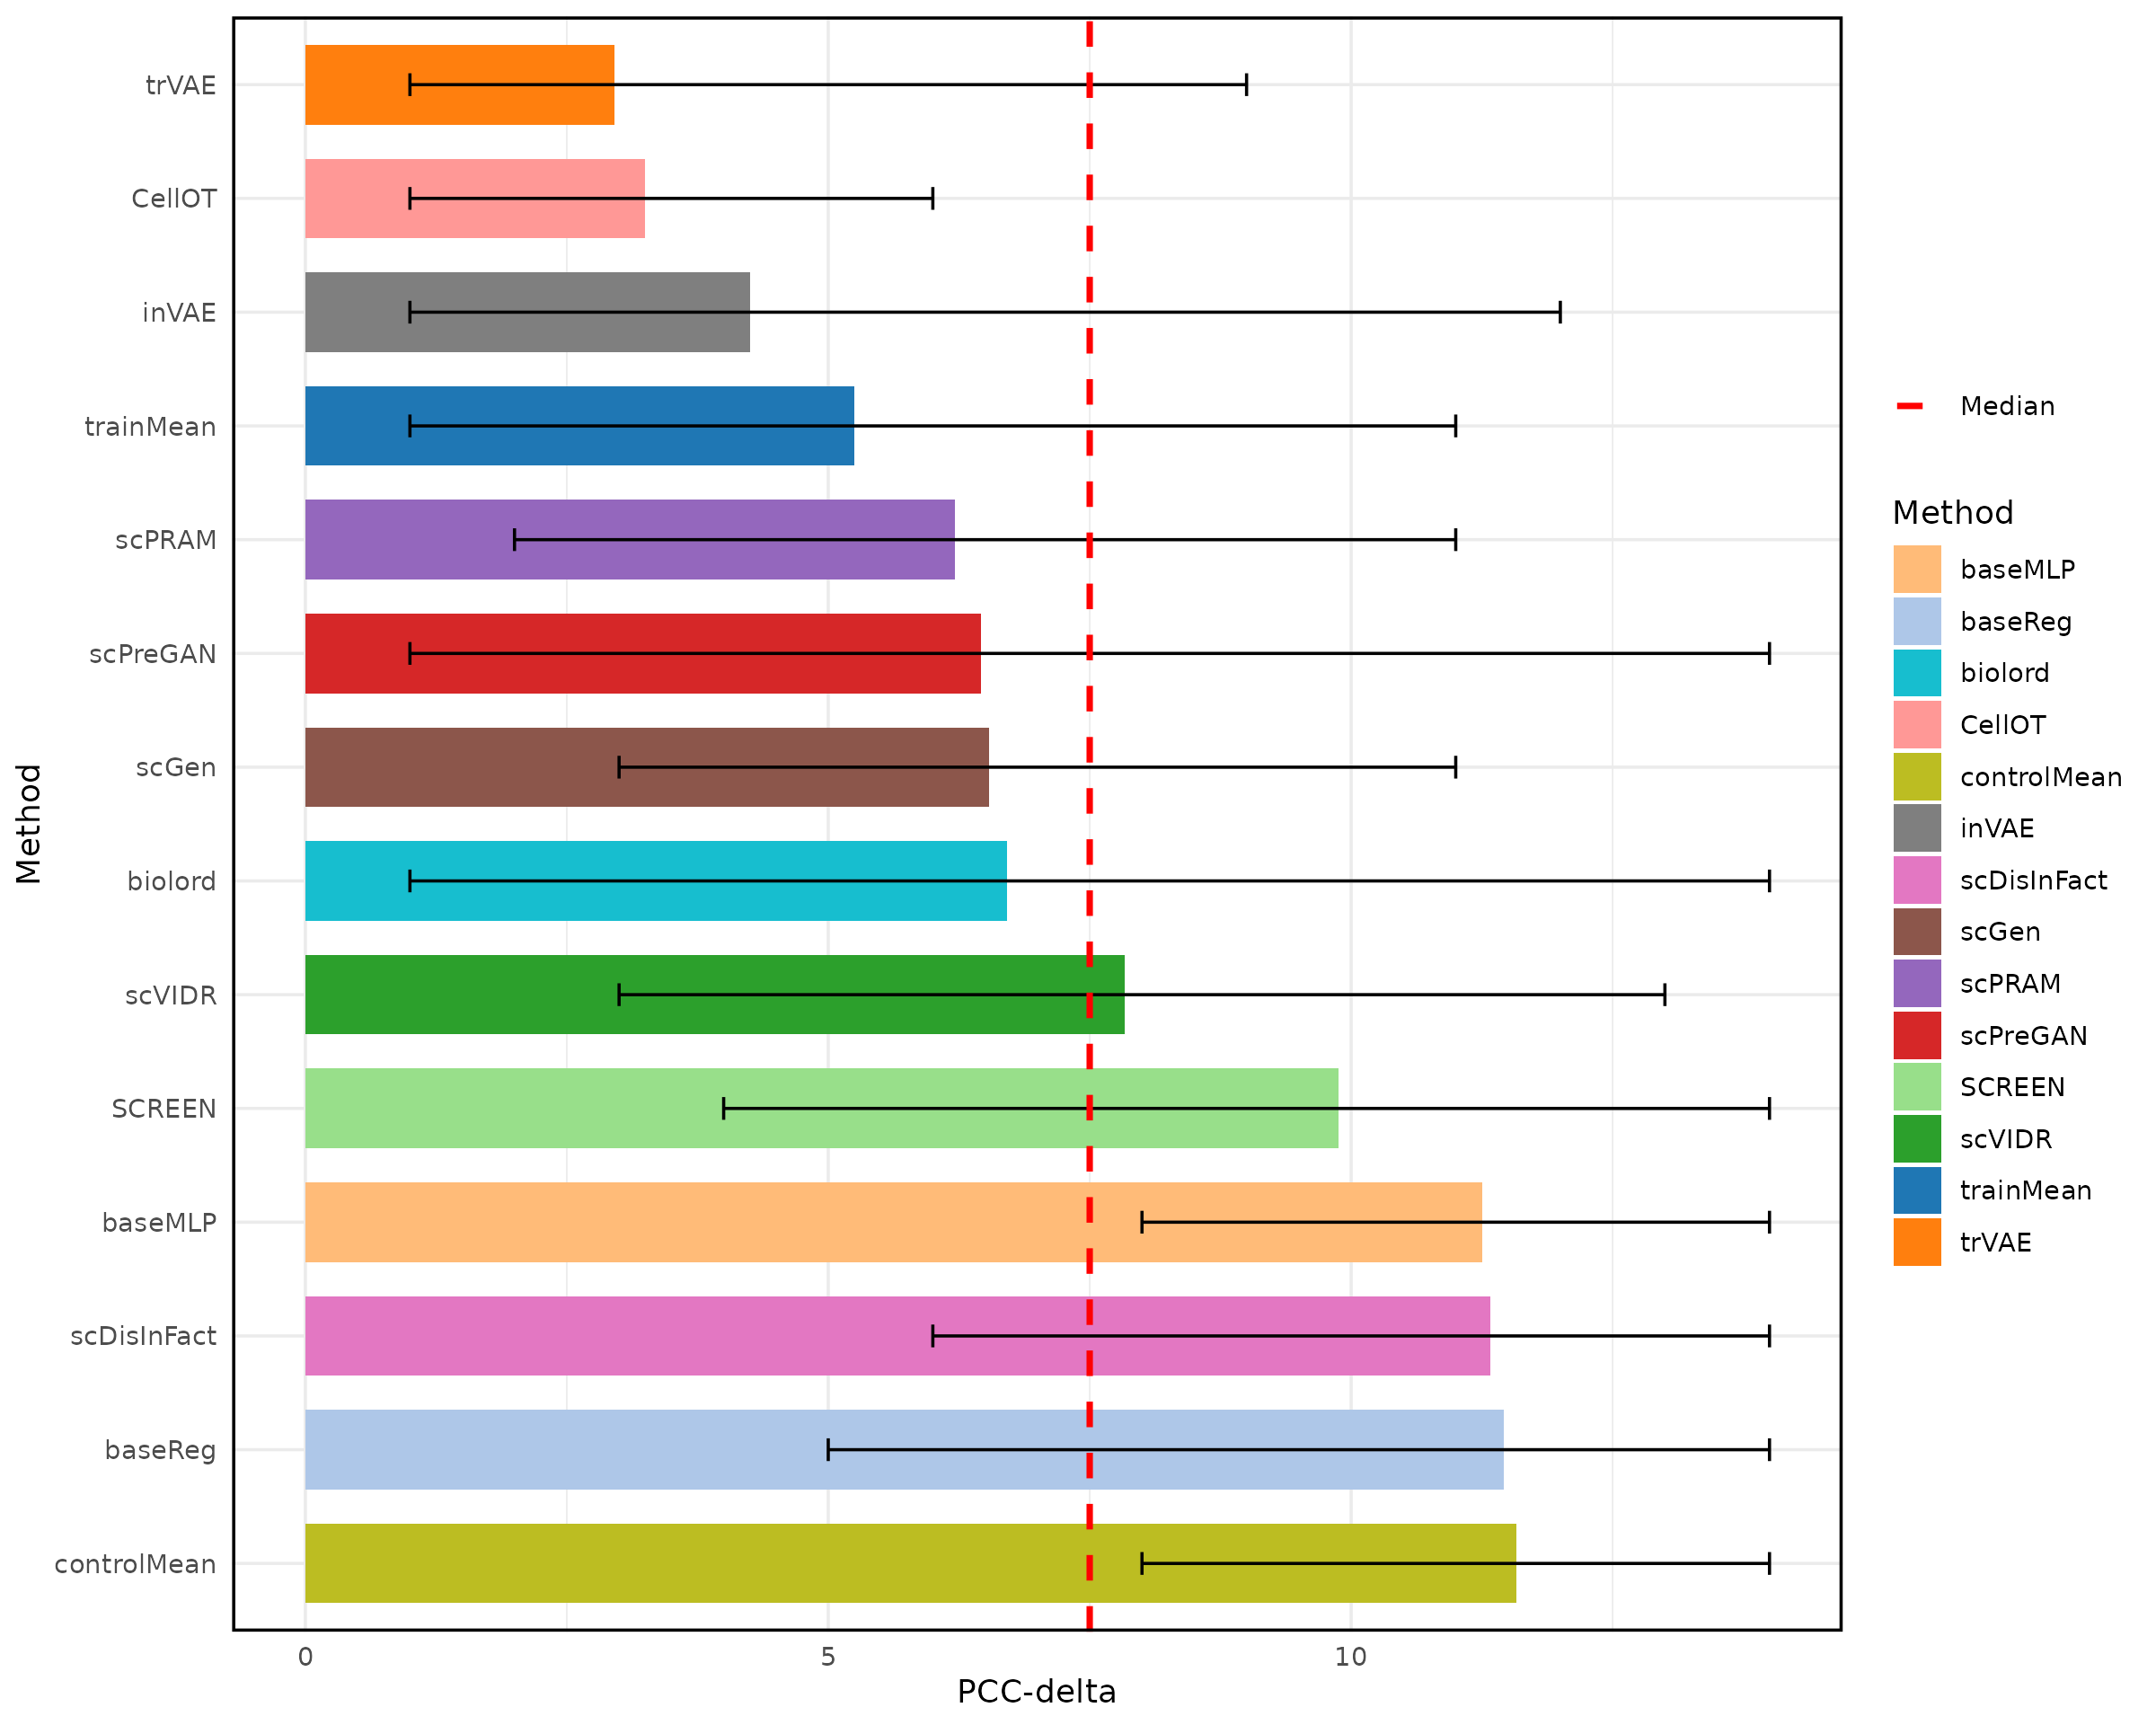 trVAE
CellOT
inVAE
trainMean
scPRAM
scPreGAN
scGen
biolord
scVIDR
SCREEN
baseMLP
scDisInFact
baseReg
controlMean
Method
0 5 10
PCC-delta
Median
Method
baseMLP
baseReg
biolord
CellOT
controlMean
inVAE
scDisInFact
scGen
scPRAM
scPreGAN
SCREEN
scVIDR
trainMean
trVAE